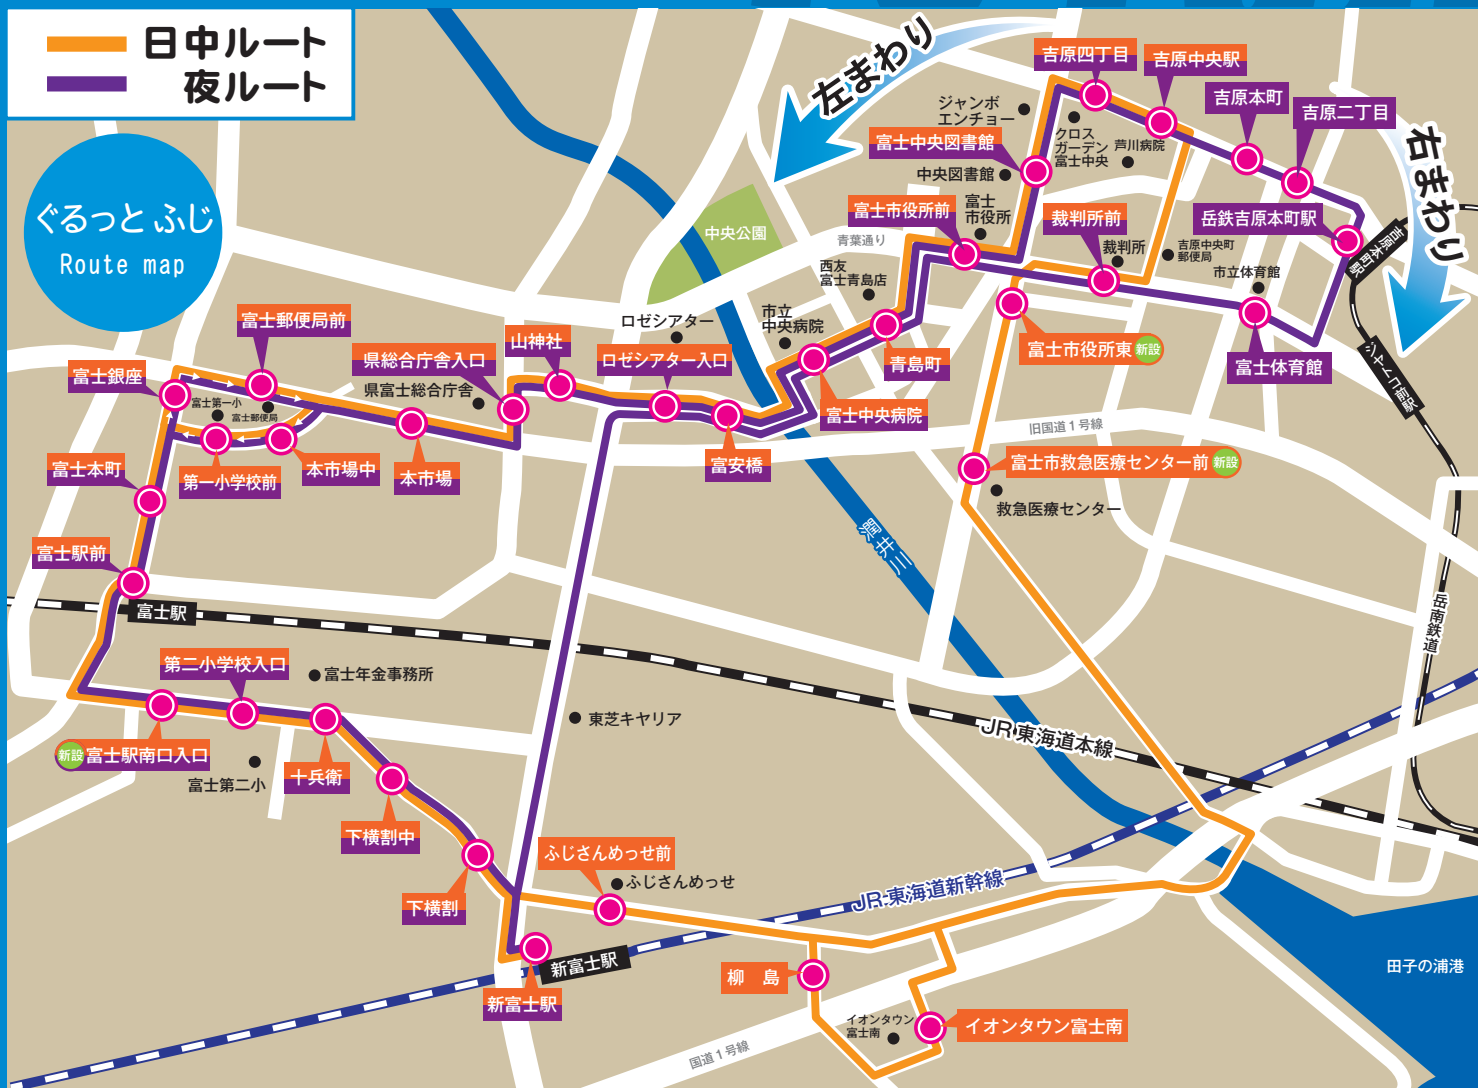 日中ルート
夜ルート
ぐるっと ふじ
Route map
左まわり
右まわり
吉原四丁目
吉原中央駅
吉原本町
吉原二丁目
ジャンボ
エンチョー
クロス
ガーデン
富士中央
芦川病院
富士中央図書館
中央図書館
富士
市役所
富士市役所前
裁判所前
岳鉄吉原本町駅
吉原本町駅
中央公園
青葉通り
裁判所
吉原中央町
郵便局
市立体育館
西友
富士青島店
市立
中央病院
ロゼシアター
富士郵便局前
山神社
県総合庁舎入口
ロゼシアター入口
青島町
富士市役所東
新設
富士体育館
ジヤトコ前駅
富士銀座
県富士総合庁舎
富士第一小
富士郵便局
富士中央病院
旧国道1号線
富士本町
第一小学校前
本市場中
本市場
富安橋
富士市救急医療センター前
新設
救急医療センター
潤井川
富士駅前
富士駅
岳南鉄道
第二小学校入口
富士年金事務所
東芝キヤリア
JR 東海道本線
新設
富士駅南口入口
富士第二小
十兵衛
下横割中
ふじさんめっせ前
ふじさんめっせ
下横割
JR 東海道新幹線
新富士駅
新富士駅
柳 島
イオンタウン
富士南
イオンタウン富士南
国道1号線
田子の浦港